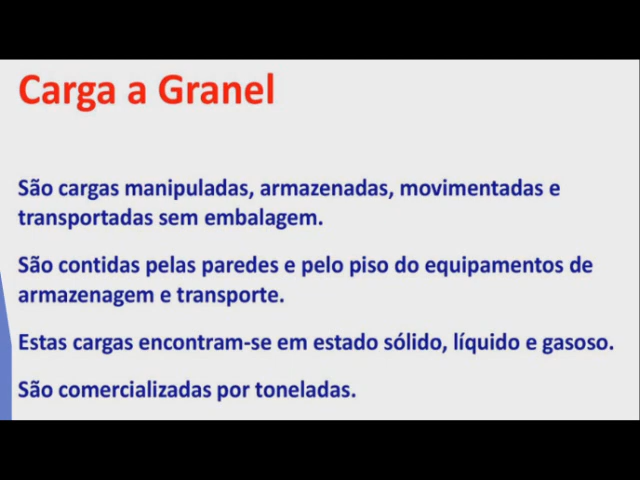 Carga a Granel
São cargas manipuladas, armazenadas, movimentadas e
transportadas sem embalagem.
São contidas pelas paredes e pelo piso do equipamentos de
armazenagem e transporte.
Estas cargas encontram-se em estado sólido, líquido e gasoso.
São comercializadas por toneladas.